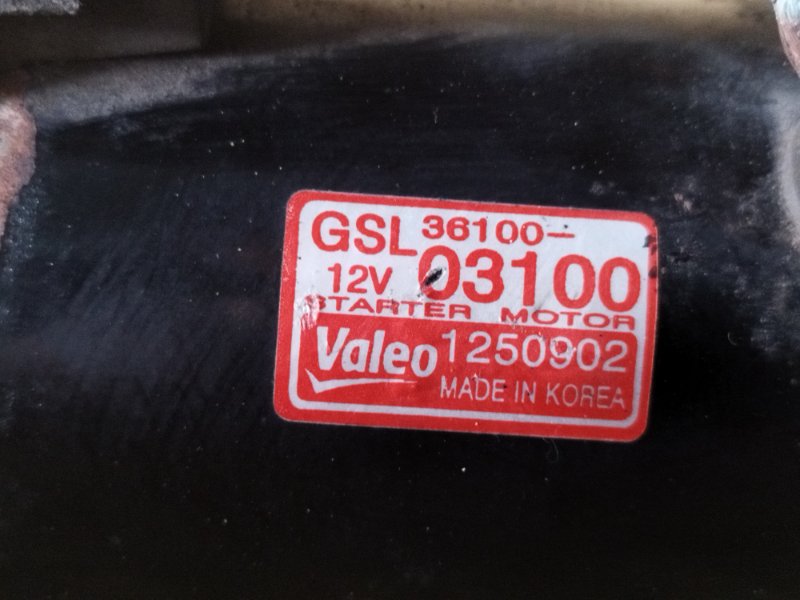 GSL 36100-
12V 03100
STARTER MOTOR
Valeo 1250902
MADE IN KOREA